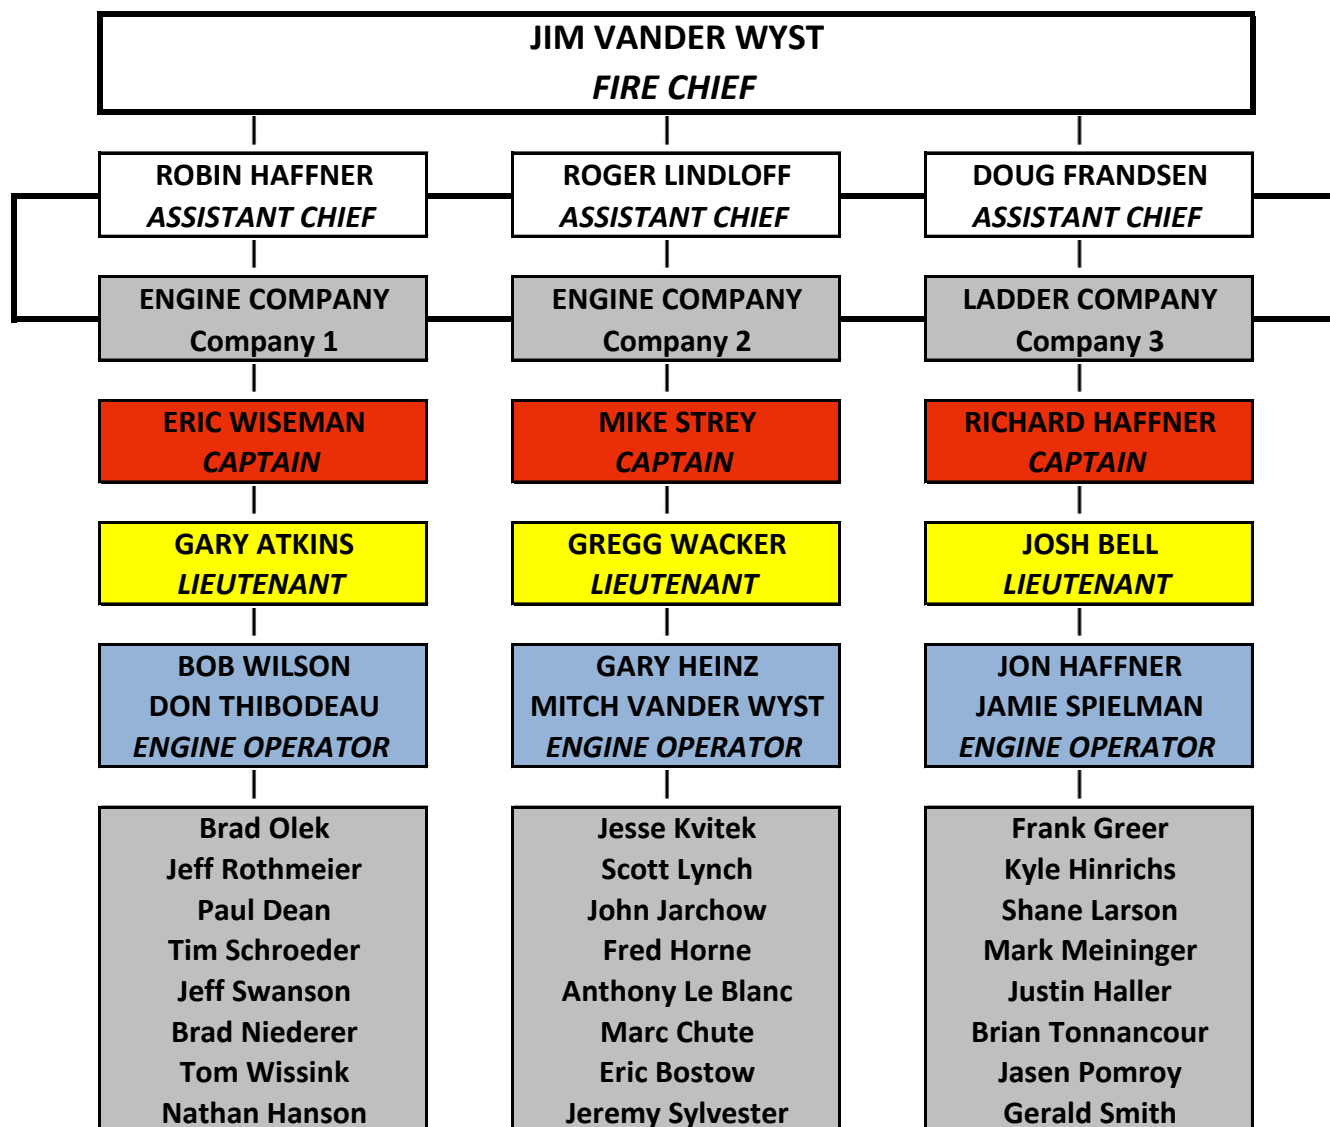 JIM VANDER WYST
FIRE CHIEF
ROBIN HAFFNER
ASSISTANT CHIEF
ROGER LINDLOFF
ASSISTANT CHIEF
DOUG FRANDSEN
ASSISTANT CHIEF
ENGINE COMPANY
Company 1
ENGINE COMPANY
Company 2
LADDER COMPANY
Company 3
ERIC WISEMAN
CAPTAIN
MIKE STREY
CAPTAIN
RICHARD HAFFNER
CAPTAIN
GARY ATKINS
LIEUTENANT
GREGG WACKER
LIEUTENANT
JOSH BELL
LIEUTENANT
BOB WILSON
DON THIBODEAU
ENGINE OPERATOR
GARY HEINZ
MITCH VANDER WYST
ENGINE OPERATOR
JON HAFFNER
JAMIE SPIELMAN
ENGINE OPERATOR
Brad Olek
Jeff Rothmeier
Paul Dean
Tim Schroeder
Jeff Swanson
Brad Niederer
Tom Wissink
Nathan Hanson
Jesse Kvitek
Scott Lynch
John Jarchow
Fred Horne
Anthony Le Blanc
Marc Chute
Eric Bostow
Jeremy Sylvester
Frank Greer
Kyle Hinrichs
Shane Larson
Mark Meininger
Justin Haller
Brian Tonnancour
Jasen Pomroy
Gerald Smith